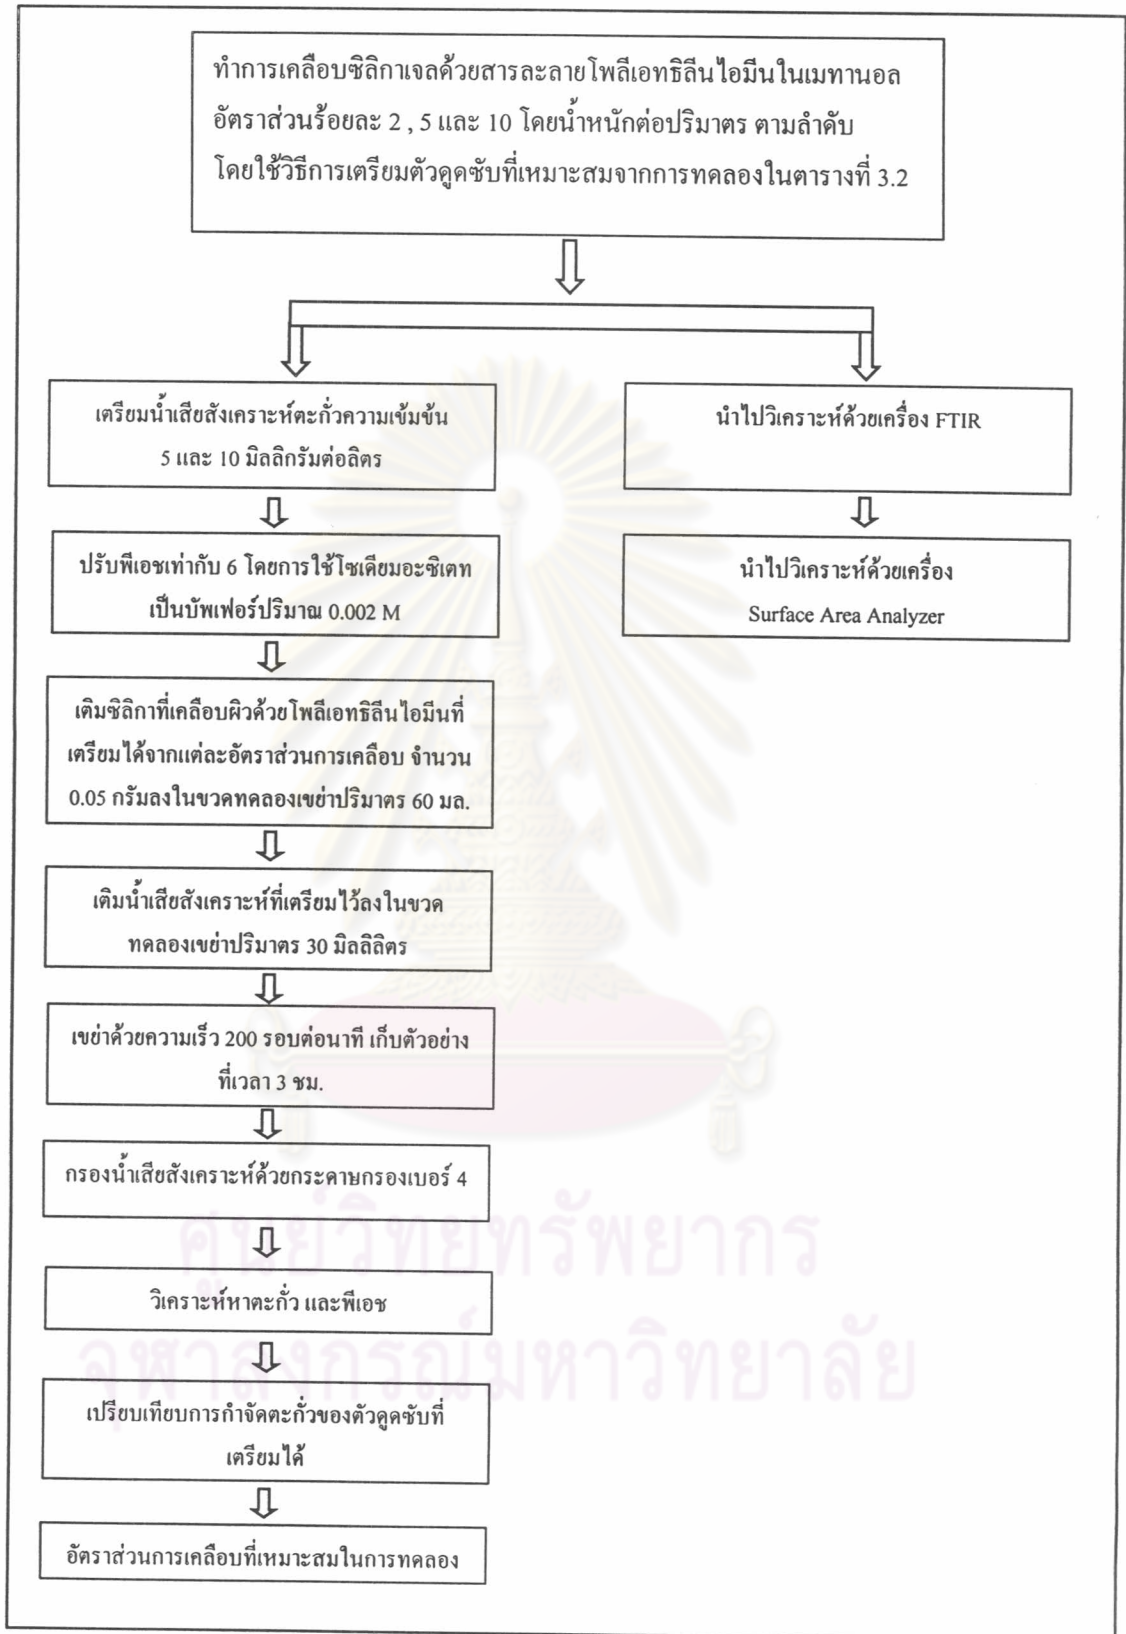 ทำการเคลือบซิลิกาเจลด้วยสารละลายโพลีเอทธิลีนไอมีนในเมทานอล
อัตราส่วนร้อยละ 2 , 5 และ 10 โดยน้ำหนักต่อปริมาตร ตามลำดับ
โดยใช้วิธีการเตรียมตัวดูดซับที่เหมาะสมจากการทดลองในตารางที่ 3.2
เตรียมน้ำเสียสังเคราะห์ตะกั่วความเข้มข้น
5 และ 10 มิลลิกรัมต่อลิตร
ปรับพีเอชเท่ากับ 6 โดยการใช้โซเดียมอะซิเตท
เป็นบัพเฟอร์ปริมาณ 0.002 M
เติมซิลิกาที่เคลือบผิวด้วยโพลีเอทธิลีนไอมีนที่
เตรียมได้จากแต่ละอัตราส่วนการเคลือบ จำนวน
0.05 กรัมลงในขวดทดลองเขย่าปริมาตร 60 มล.
เติมน้ำเสียสังเคราะห์ที่เตรียมไว้ลงในขวด
ทดลองเขย่าปริมาตร 30 มิลลิลิตร
เขย่าด้วยความเร็ว 200 รอบต่อนาที เก็บตัวอย่าง
ที่เวลา 3 ชม.
กรองน้ำเสียสังเคราะห์ด้วยกระดาษกรองเบอร์ 4
วิเคราะห์หาตะกั่ว และพีเอช
เปรียบเทียบการกำจัดตะกั่วของตัวดูดซับที่
เตรียมได้
อัตราส่วนการเคลือบที่เหมาะสมในการทดลอง
นำไปวิเคราะห์ด้วยเครื่อง FTIR
นำไปวิเคราะห์ด้วยเครื่อง
Surface Area Analyzer
ศูนย์วิทยทรัพยากร
จุฬาลงกรณ์มหาวิทยาลัย